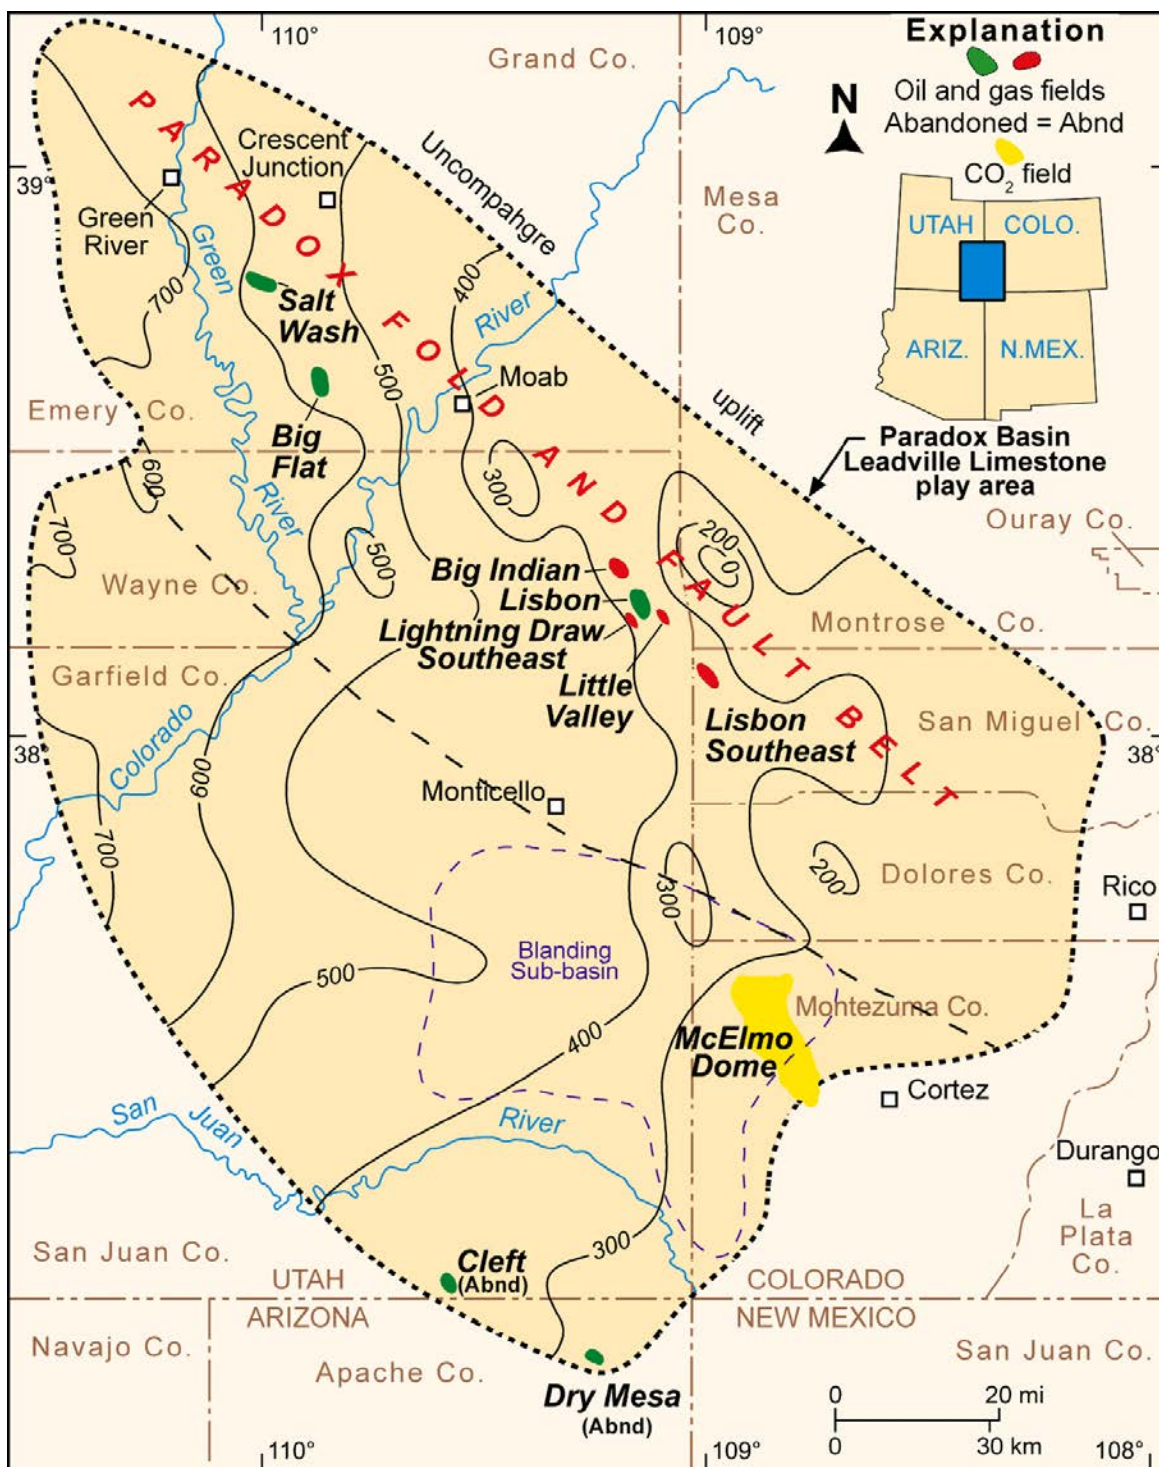 110°
109°
Grand Co.
Explanation
Oil and gas fields
Abandoned = Abnd
CO2 field
N
UTAH
COLO.
ARIZ.
N.MEX.
Paradox Basin
Leadville Limestone
play area
39°
39°
PARADOX FOLD AND FAULT BELT
Crescent
Junction
Uncompahgre
uplift
Mesa
Co.
Green
River
Green
River
700
Salt
Wash
400
River
500
Moab
Emery Co.
Big
Flat
600
300
200
0
Ouray Co.
700
500
Wayne Co.
Big Indian
Lisbon
Lightning Draw
Southeast
Little
Valley
Montrose Co.
Garfield Co.
Lisbon
Southeast
San Miguel Co.
Colorado
38°
38°
600
Monticello
700
300
200
Dolores Co.
Rico
Blanding
Sub-basin
500
400
Montezuma Co.
McElmo
Dome
Cortez
San Juan
River
Durango
La
Plata
Co.
300
San Juan Co.
Cleft
(Abnd)
UTAH
COLORADO
ARIZONA
NEW MEXICO
Navajo Co.
Apache Co.
San Juan Co.
Dry Mesa
(Abnd)
0 20 mi
0 30 km
110°
109°
108°